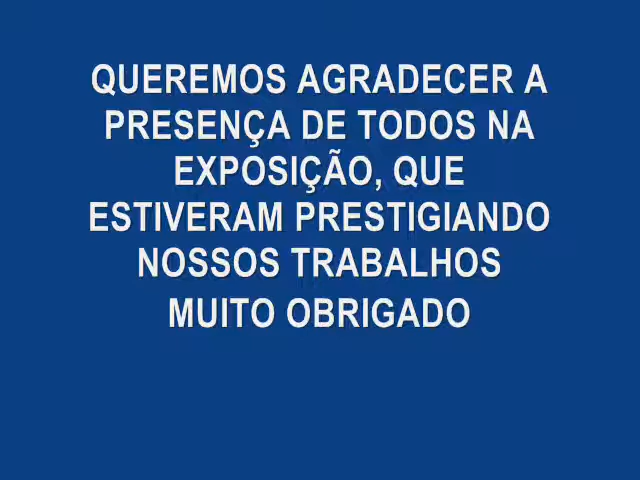 QUEREMOS AGRADECER A
PRESENÇA DE TODOS NA
EXPOSIÇÃO, QUE
ESTIVERAM PRESTIGIANDO
NOSSOS TRABALHOS
MUITO OBRIGADO